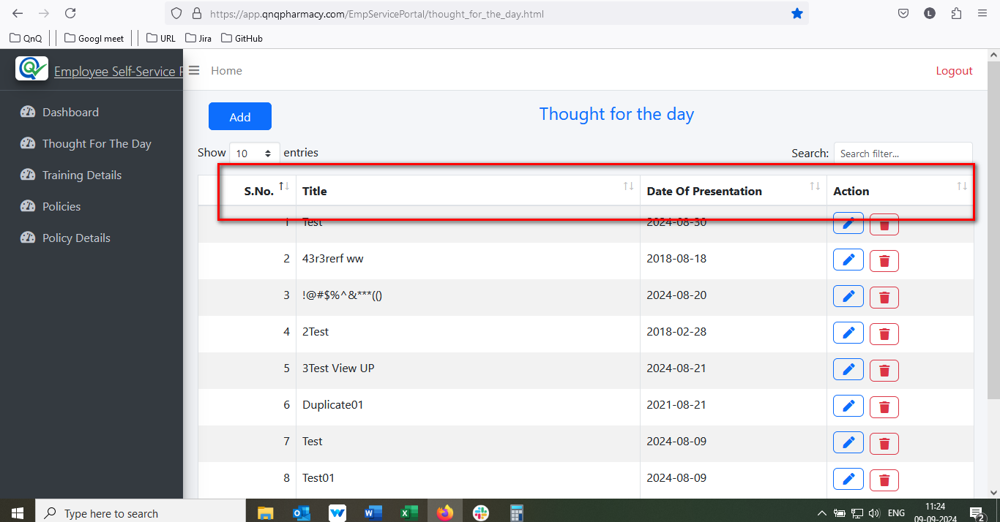 https://app.qnqpharmacy.com/EmpServicePortal/thought_for_the_day.html
L
QnQ
Googl meet
URL
Jira
GitHub
Employee Self-Service P
Home
Logout
Dashboard
Thought For The Day
Training Details
Policies
Policy Details
Add
Thought for the day
Show 10 entries
Search: Search filter...
S.No. Title Date Of Presentation Action
1 Test 2024-08-30
2 43r3rerf ww 2018-08-18
3 !@#$%^&***(() 2024-08-20
4 2Test 2018-02-28
5 3Test View UP 2024-08-21
6 Duplicate01 2021-08-21
7 Test 2024-08-09
8 Test01 2024-08-09
Type here to search
ENG
11:24
09-09-2024
2